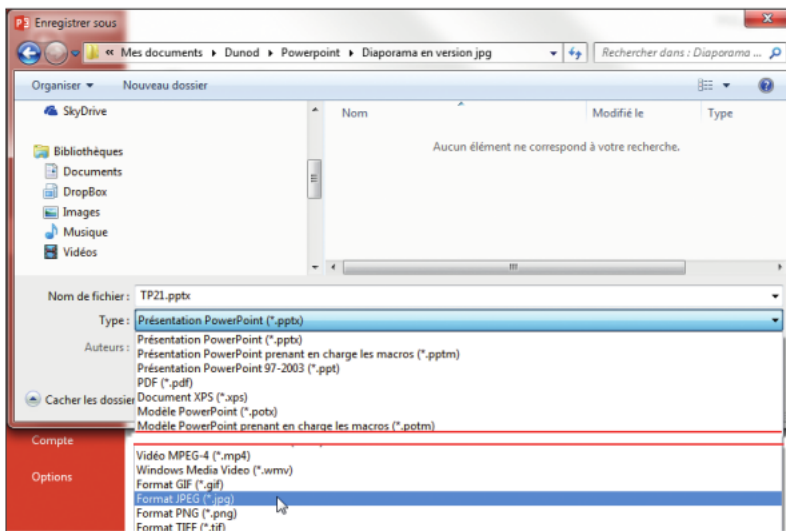 Enregistrer sous
« Mes documents Dunod Powerpoint Diaporama en version jpg Rechercher dans : Diaporama ...
Organiser Nouveau dossier
SkyDrive
Nom Modifié le Type
Aucun élément ne correspond à votre recherche.
Bibliothèques
Documents
DropBox
Images
Musique
Vidéos
Nom de fichier : TP21.pptx
Type : Présentation PowerPoint (*.pptx)
Auteurs : Présentation PowerPoint (*.pptx)
Présentation PowerPoint prenant en charge les macros (*.pptm)
Présentation PowerPoint 97-2003 (*.ppt)
PDF (*.pdf)
Document XPS (*.xps)
Cacher les dossier
Modèle PowerPoint (*.potx)
Modèle PowerPoint prenant en charge les macros (*.potm)
Compte
Vidéo MPEG-4 (*.mp4)
Windows Media Video (*.wmv)
Options
Format GIF (*.gif)
Format JPEG (*.jpg)
Format PNG (*.png)
Format TIFF (*.tif)